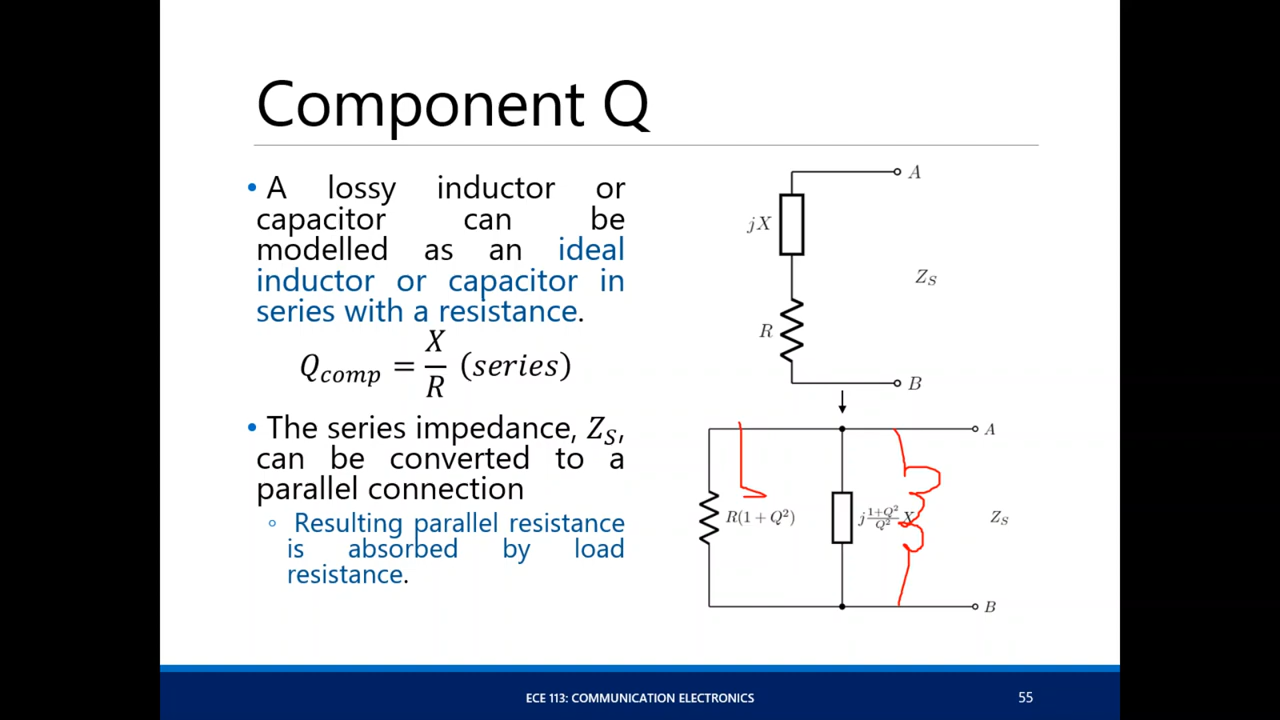 Component Q
• A lossy inductor or
capacitor can be
modelled as an ideal
inductor or capacitor in
series with a resistance.
Q_comp = X/R (series)
• The series impedance, Z_S,
can be converted to a
parallel connection
◦ Resulting parallel resistance
is absorbed by load
resistance.
A
jX
Z_S
R
B
A
R(1 + Q²)
j(1+Q²)/Q² X
Z_S
B
ECE 113: COMMUNICATION ELECTRONICS
55